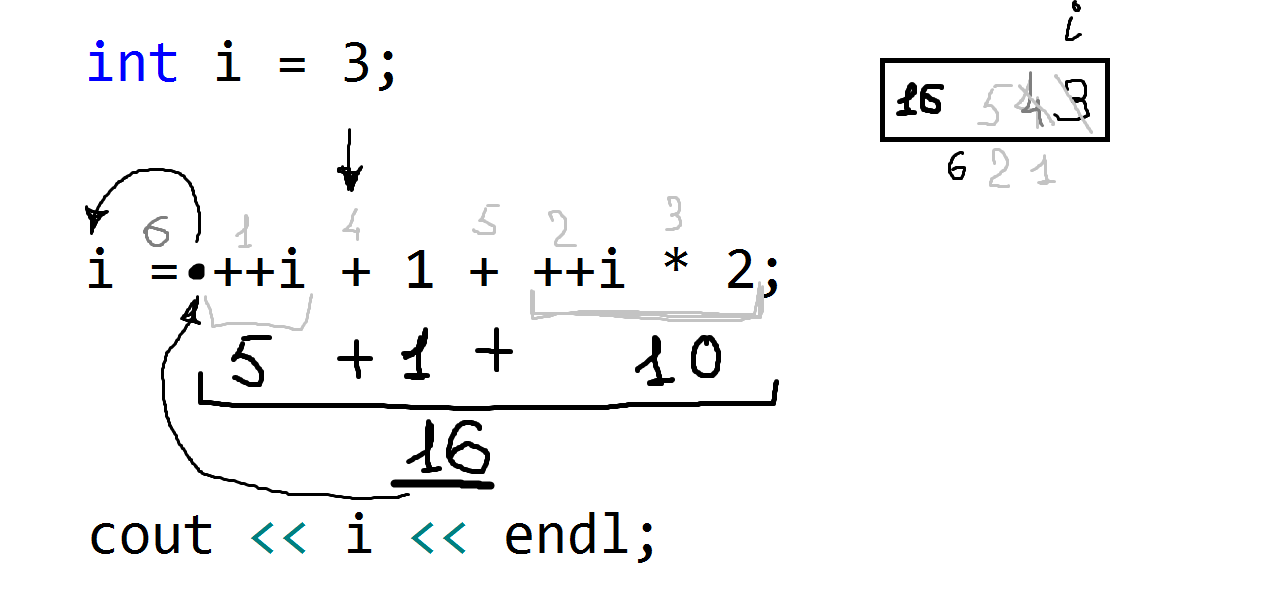 int i = 3;
i
16 5 4 3
6 2 1
6 1 4 5 2 3
i = ++i + 1 + ++i * 2;
5 + 1 + 10
16
cout << i << endl;